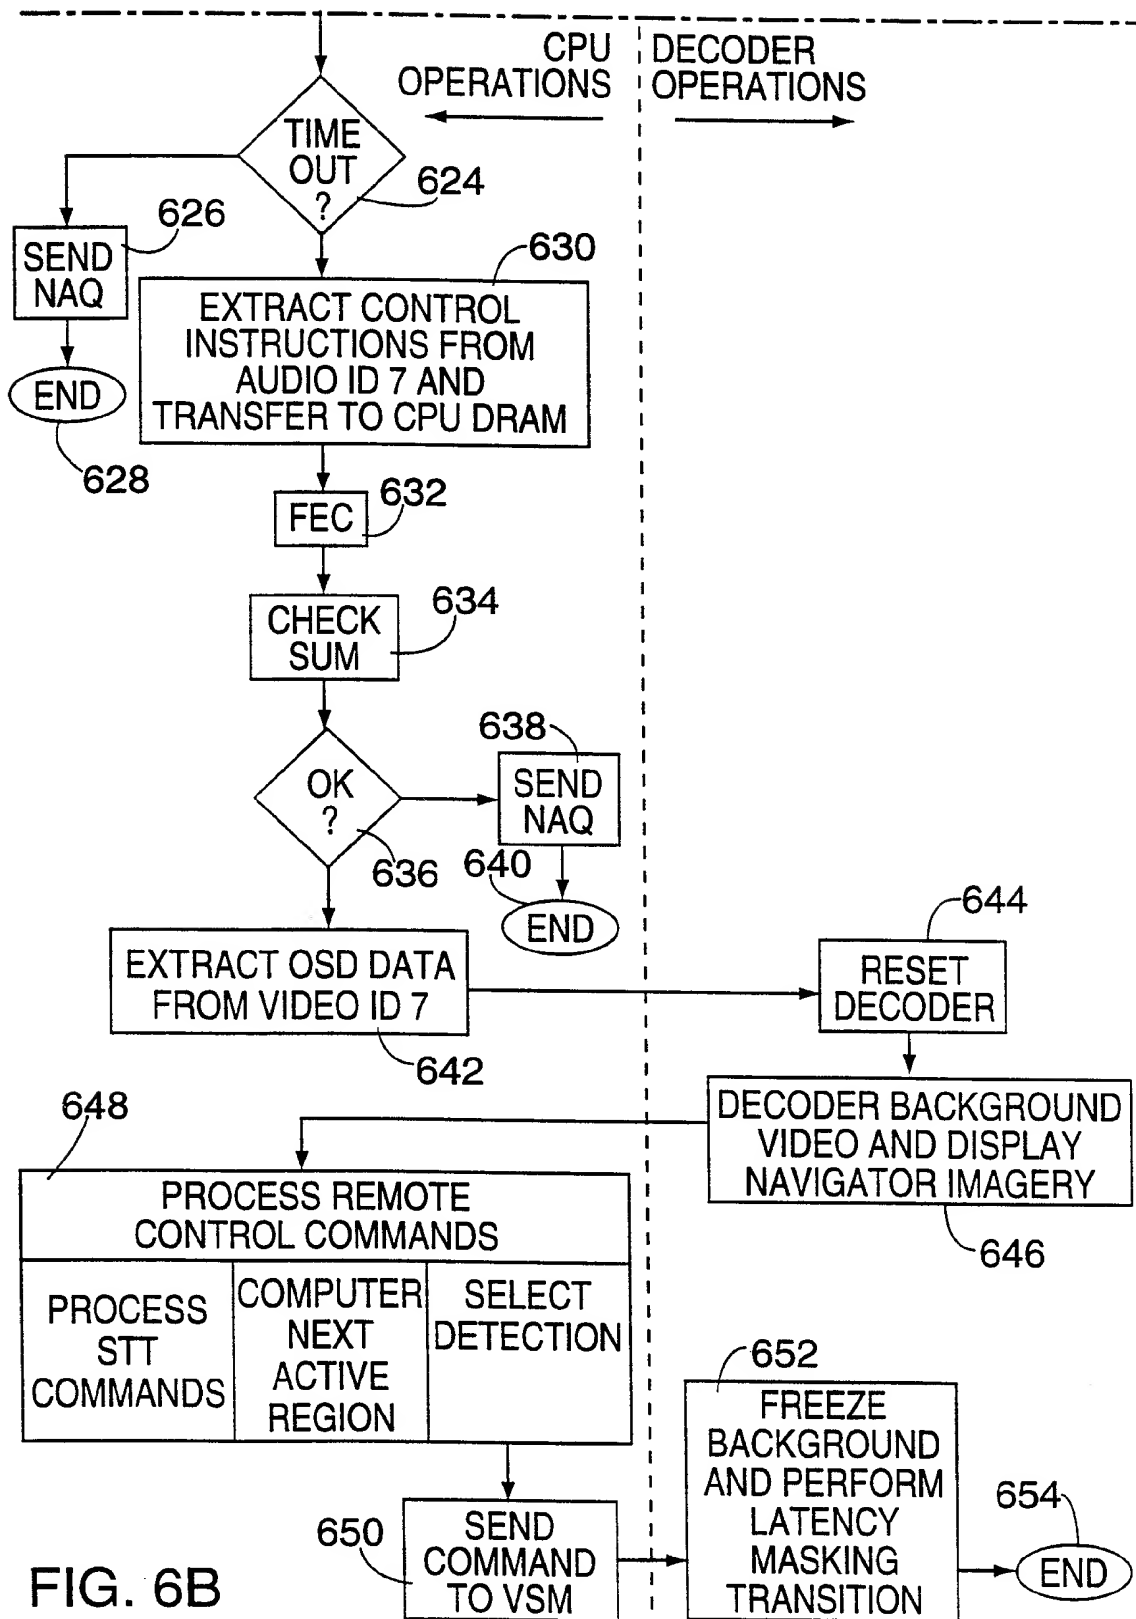 CPU
OPERATIONS
DECODER
OPERATIONS
TIME
OUT
?
624
626
SEND
NAQ
END
628
630
EXTRACT CONTROL
INSTRUCTIONS FROM
AUDIO ID 7 AND
TRANSFER TO CPU DRAM
632
FEC
634
CHECK
SUM
OK
?
636
638
SEND
NAQ
640
END
EXTRACT OSD DATA
FROM VIDEO ID 7
642
644
RESET
DECODER
DECODER BACKGROUND
VIDEO AND DISPLAY
NAVIGATOR IMAGERY
646
648
PROCESS REMOTE
CONTROL COMMANDS
PROCESS
STT
COMMANDS
COMPUTER
NEXT
ACTIVE
REGION
SELECT
DETECTION
650
SEND
COMMAND
TO VSM
652
FREEZE
BACKGROUND
AND PERFORM
LATENCY
MASKING
TRANSITION
654
END
FIG. 6B